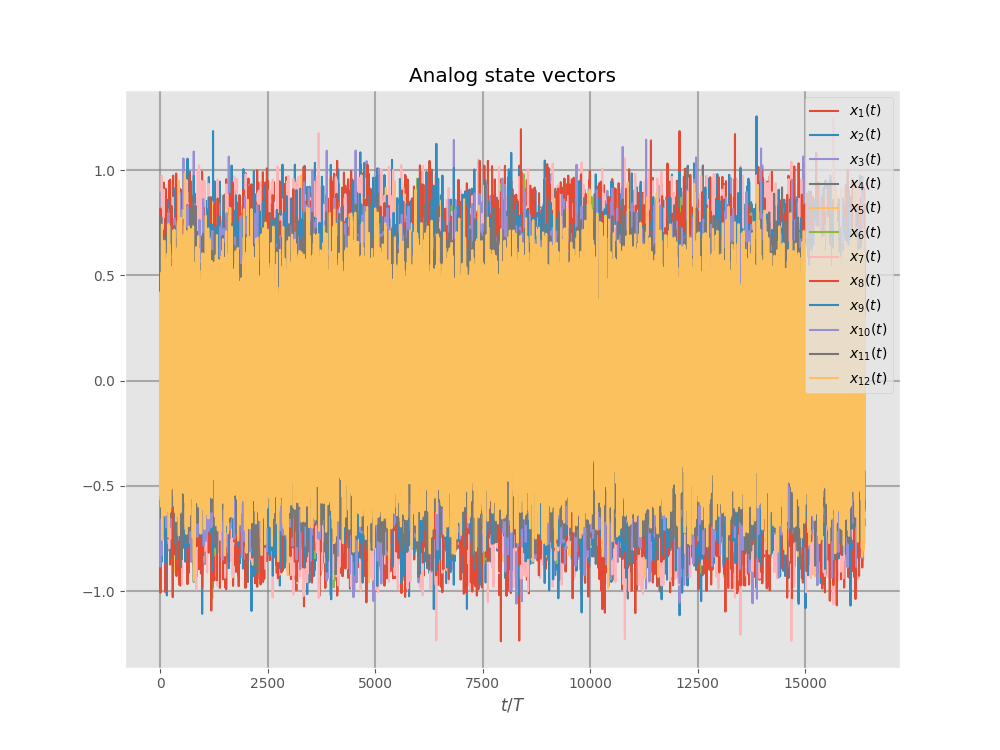 Analog state vectors
1.0
0.5
0.0
−0.5
−1.0
0 2500 5000 7500 10000 12500 15000
t/T
x₁(t)
x₂(t)
x₃(t)
x₄(t)
x₅(t)
x₆(t)
x₇(t)
x₈(t)
x₉(t)
x₁₀(t)
x₁₁(t)
x₁₂(t)